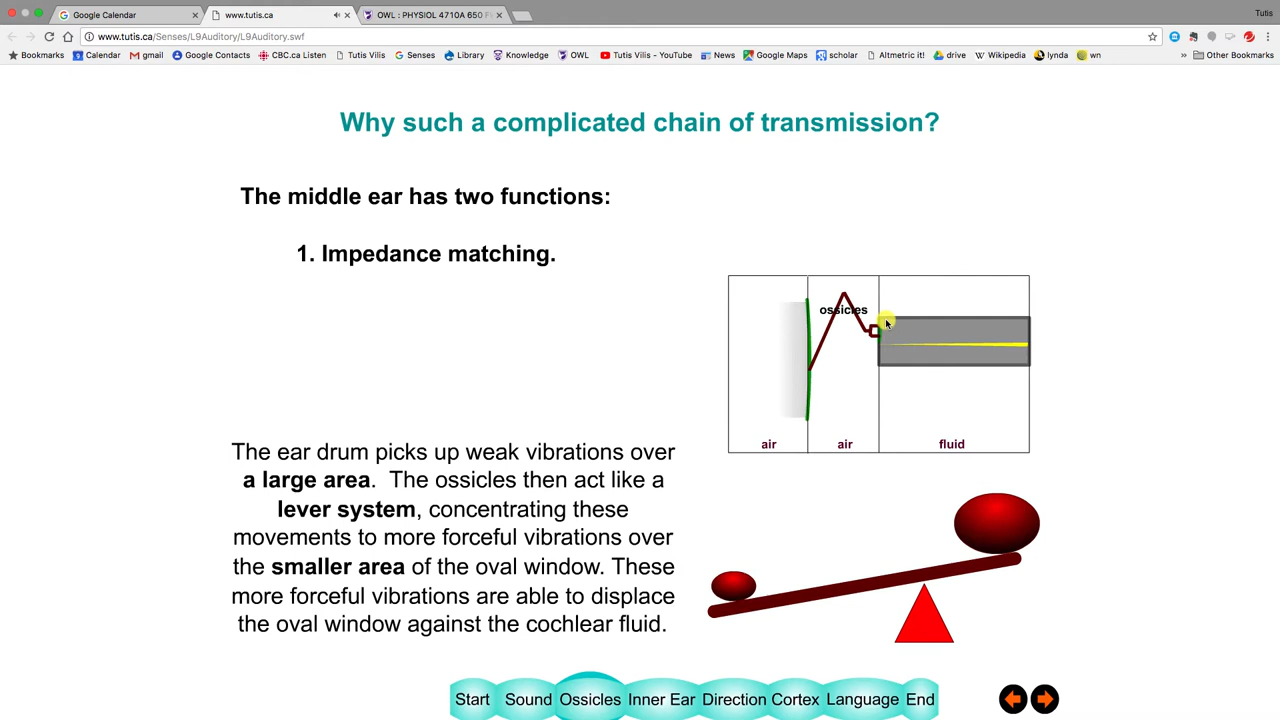 Google Calendar
www.tutis.ca
OWL : PHYSIOL 4710A 650 F
Tutis
www.tutis.ca/Senses/L9Auditory/L9Auditory.swf
Bookmarks Calendar gmail Google Contacts CBC.ca Listen Tutis Vilis Senses Library Knowledge OWL Tutis Vilis - YouTube News Google Maps scholar Altmetric it! drive Wikipedia lynda wn » Other Bookmarks
Why such a complicated chain of transmission?
The middle ear has two functions:
1. Impedance matching.
ossicles
air air fluid
The ear drum picks up weak vibrations over
a large area. The ossicles then act like a
lever system, concentrating these
movements to more forceful vibrations over
the smaller area of the oval window. These
more forceful vibrations are able to displace
the oval window against the cochlear fluid.
Start Sound Ossicles Inner Ear Direction Cortex Language End